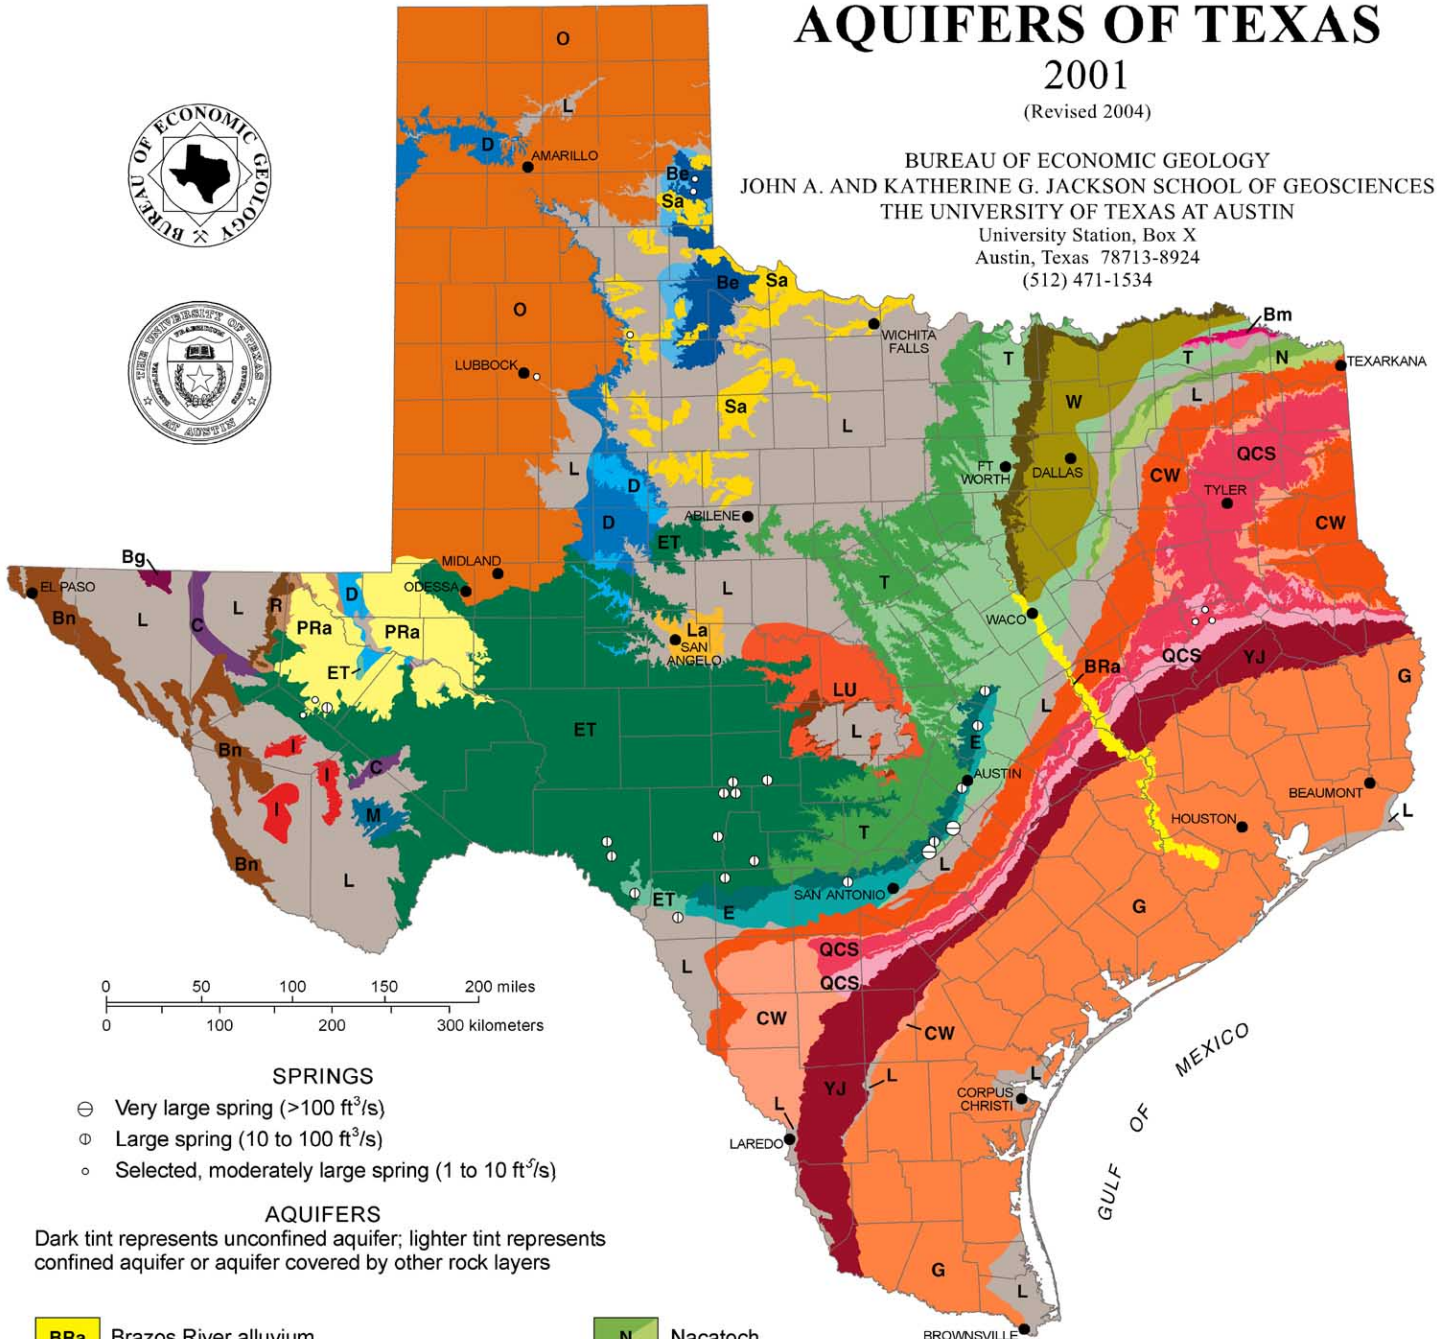 AQUIFERS OF TEXAS
2001
(Revised 2004)
BUREAU OF ECONOMIC GEOLOGY
JOHN A. AND KATHERINE G. JACKSON SCHOOL OF GEOSCIENCES
THE UNIVERSITY OF TEXAS AT AUSTIN
University Station, Box X
Austin, Texas 78713-8924
(512) 471-1534
BUREAU OF ECONOMIC GEOLOGY
THE UNIVERSITY OF TEXAS
AT AUSTIN
O
L
D
AMARILLO
Be
Sa
Be
Sa
O
WICHITA
FALLS
Bm
T
T
N
TEXARKANA
LUBBOCK
L
W
Sa
L
L
FT
WORTH
DALLAS
CW
QCS
TYLER
CW
D
D
ABILENE
ET
Bg
MIDLAND
ODESSA
EL PASO
Bn
L
C
L
R
D
PRa
PRa
ET
L
La
SAN
ANGELO
T
WACO
BRa
QCS
YJ
G
LU
L
L
ET
Bn
I
I
C
I
M
E
AUSTIN
BEAUMONT
L
HOUSTON
T
L
Bn
L
ET
E
SAN ANTONIO
G
QCS
QCS
L
CW
CW
YJ
L
L
CORPUS
CHRISTI
L
LAREDO
G
L
BROWNSVILLE
GULF OF MEXICO
0 50 100 150 200 miles
0 100 200 300 kilometers
SPRINGS
Very large spring (>100 ft³/s)
Large spring (10 to 100 ft³/s)
Selected, moderately large spring (1 to 10 ft³/s)
AQUIFERS
Dark tint represents unconfined aquifer; lighter tint represents
confined aquifer or aquifer covered by other rock layers
BRa Brazos River alluvium
N Nacatoch